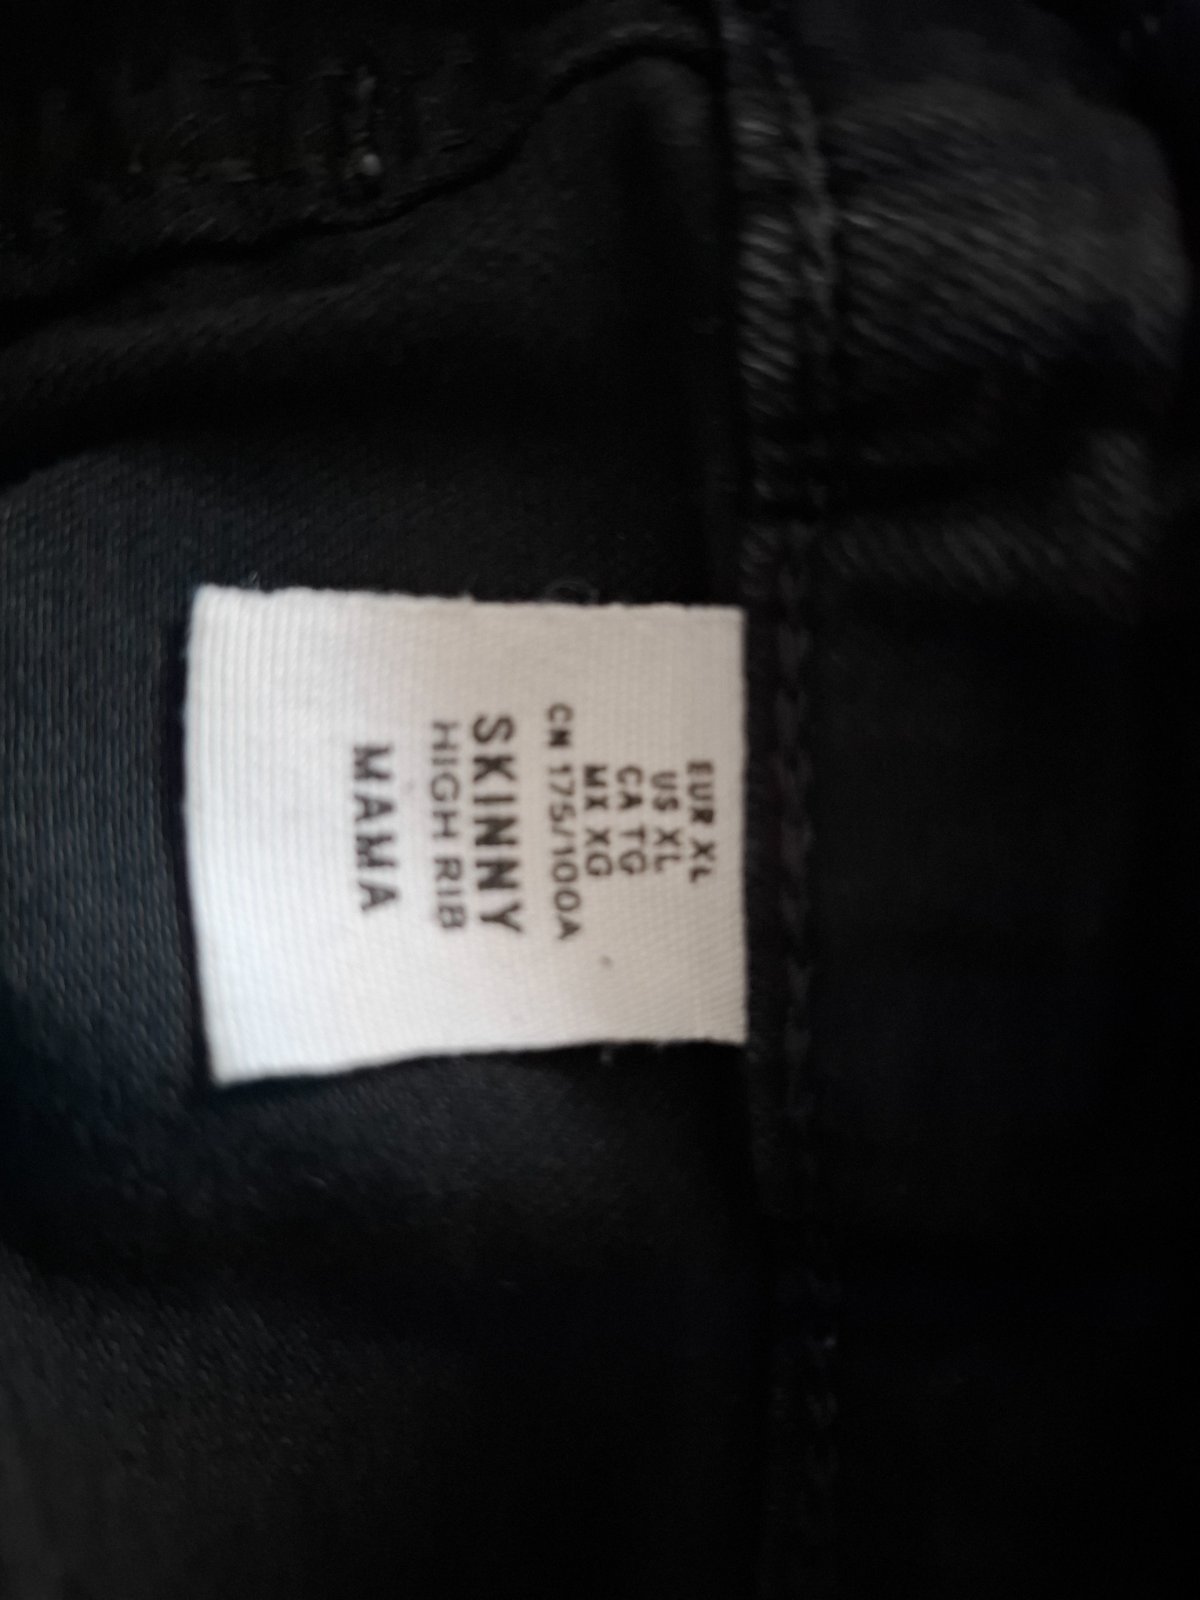 EUR XL
US XL
CA TG
MX XG
CN 175/100A
SKINNY
HIGH RIB
MAMA